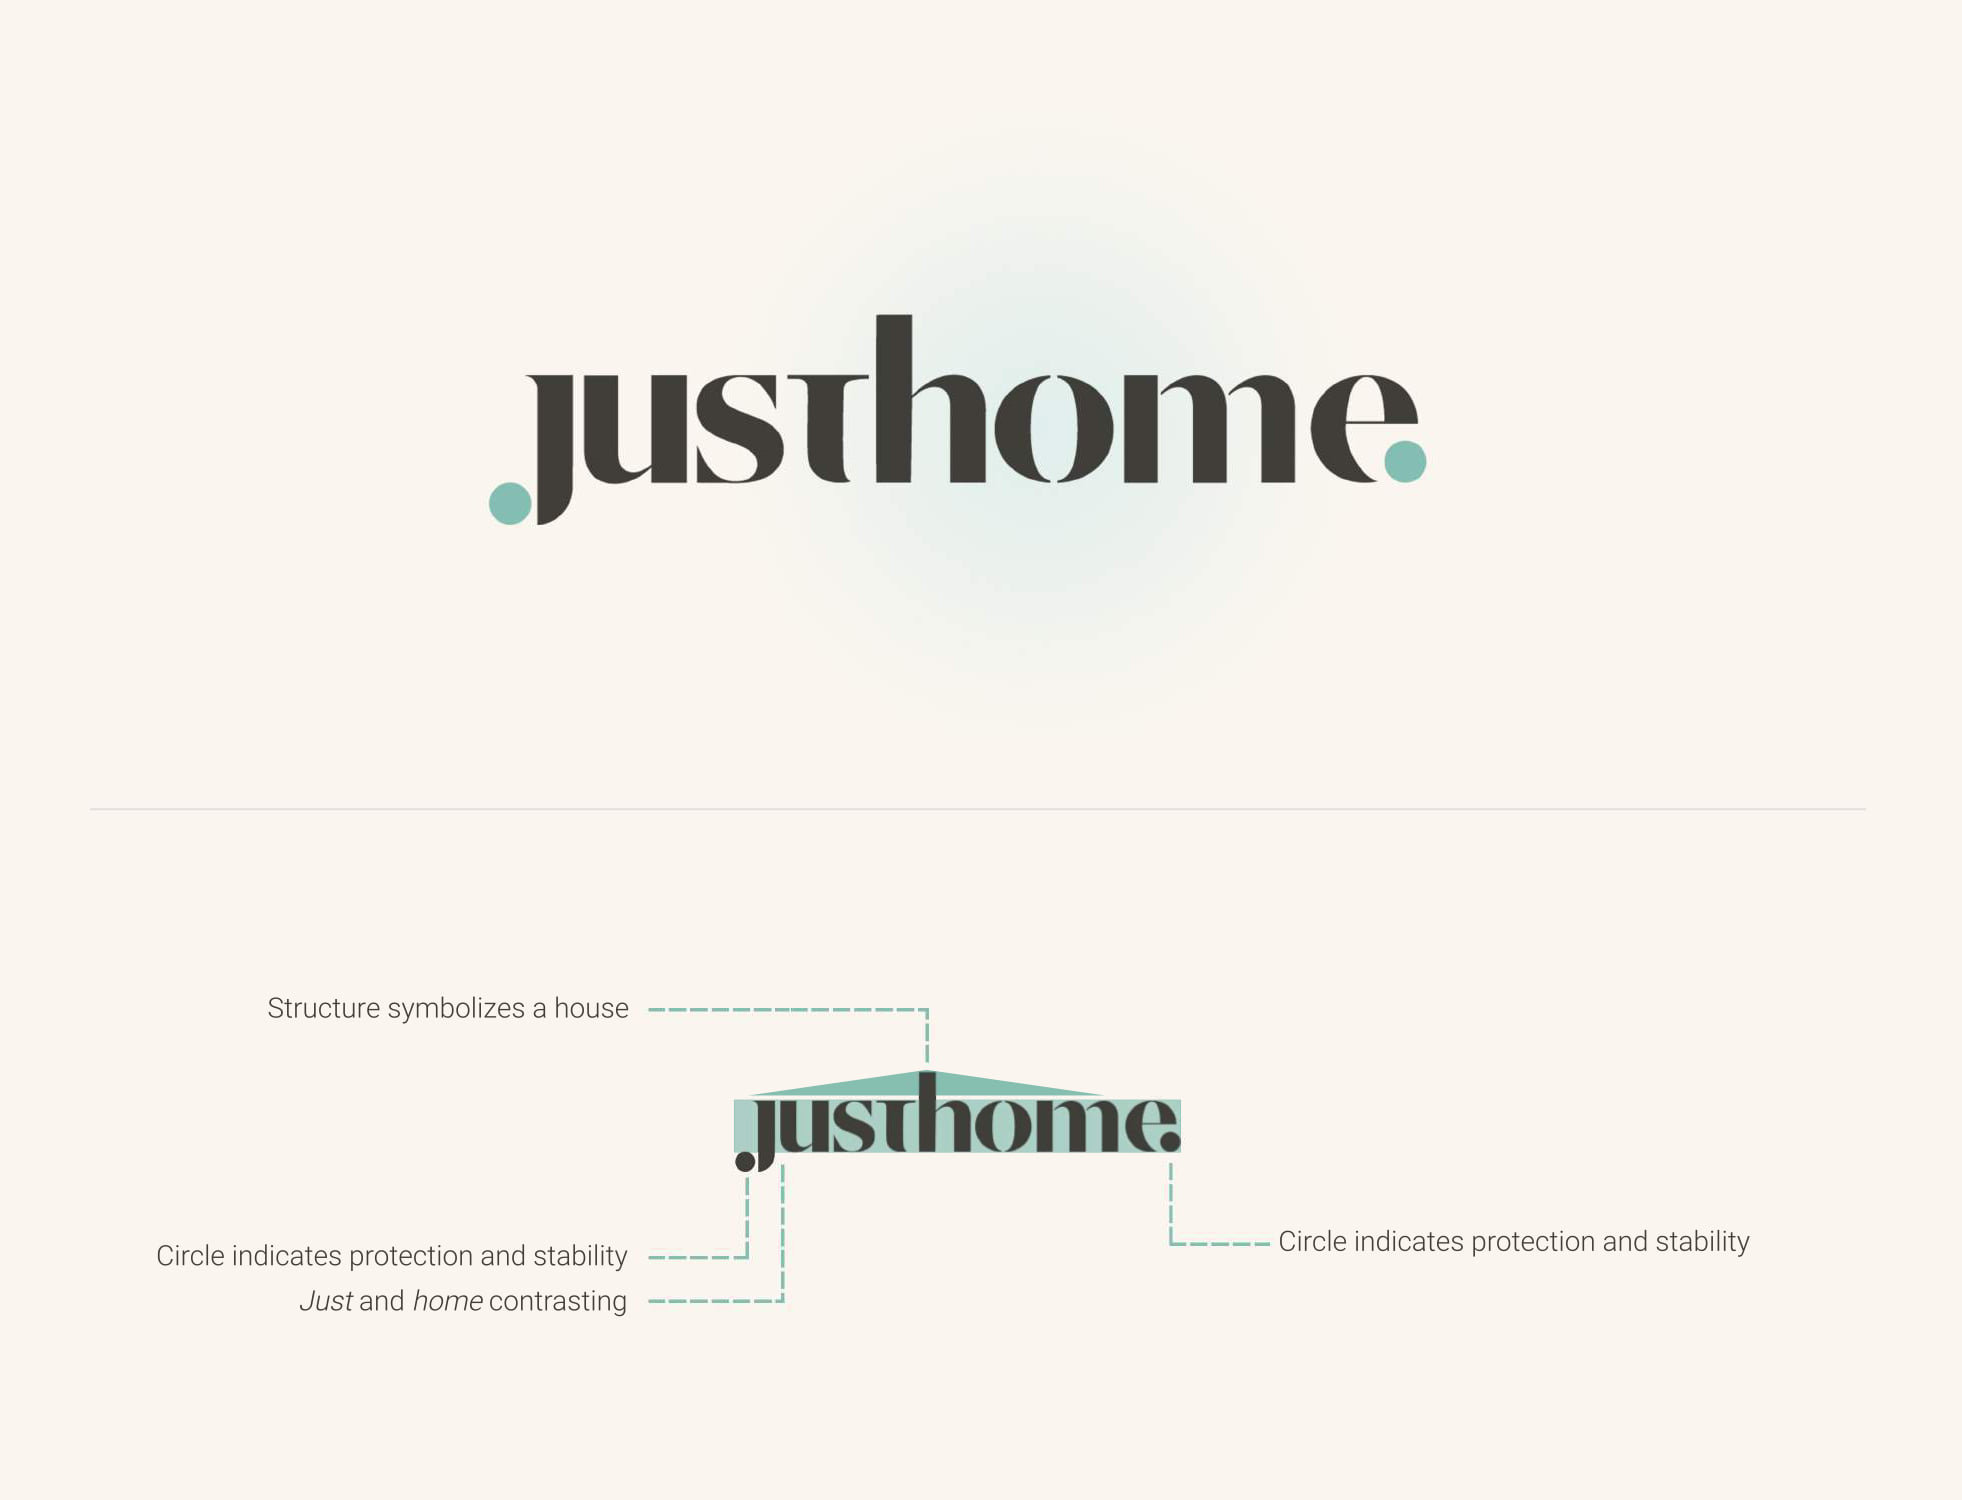 justhome.
Structure symbolizes a house
justhome.
Circle indicates protection and stability
Circle indicates protection and stability
Just and home contrasting